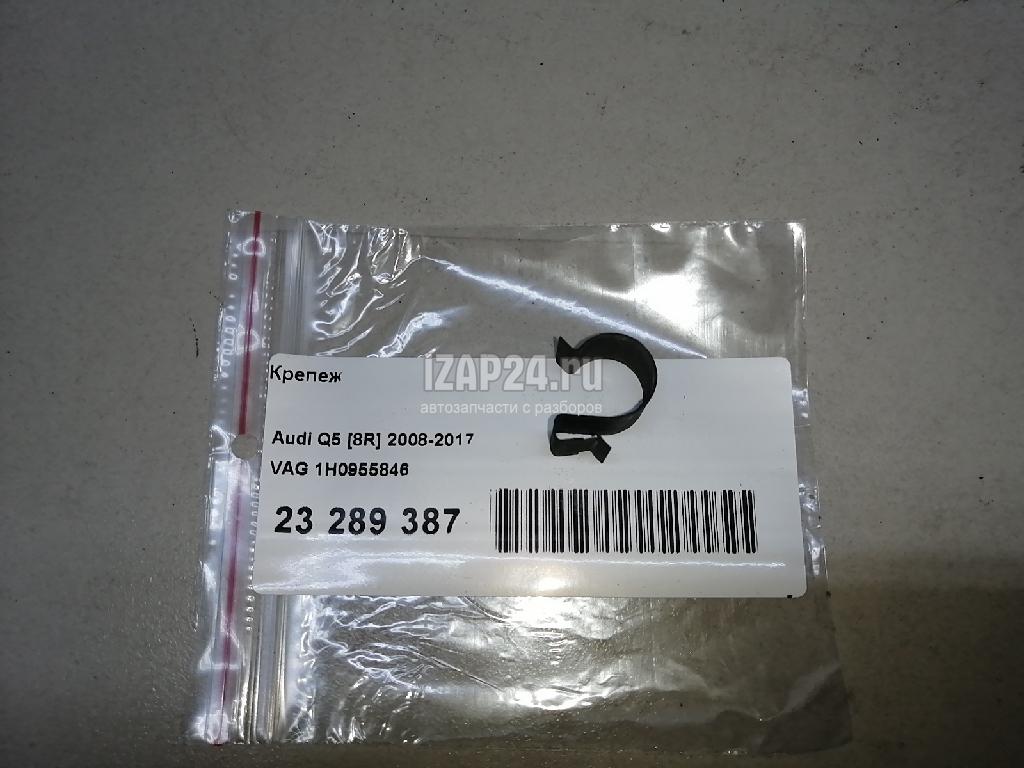 Крепеж
iZAP24.ru
автозапчасти с разборов
Audi Q5 [8R] 2008-2017
VAG 1H0955846
23 289 387